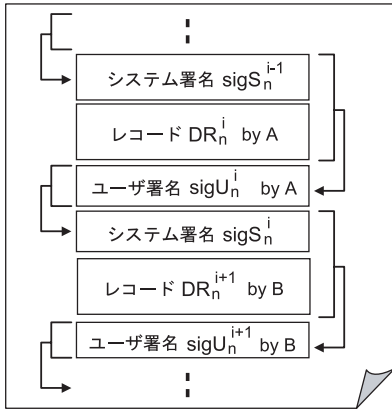 システム署名 sigS_n^{i-1}
レコード DR_n^i by A
ユーザ署名 sigU_n^i by A
システム署名 sigS_n^i
レコード DR_n^{i+1} by B
ユーザ署名 sigU_n^{i+1} by B